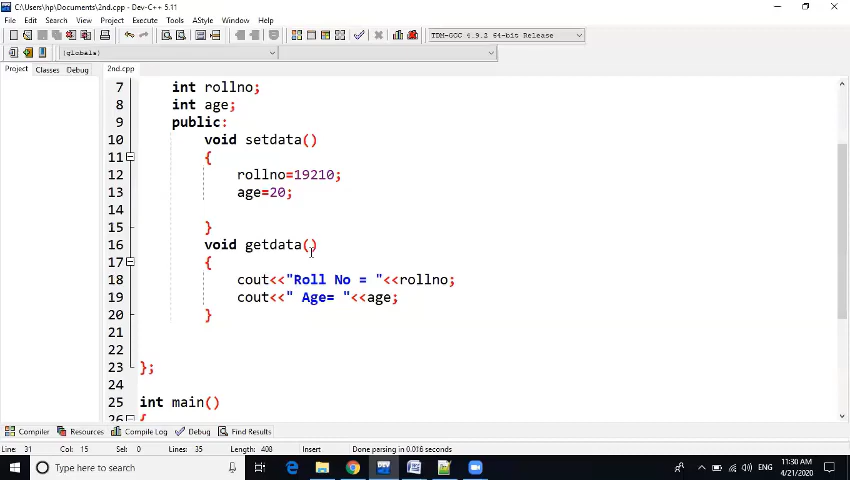 C:\Users\hp\Documents\2nd.cpp - Dev-C++ 5.11
File Edit Search View Project Execute Tools AStyle Window Help
TDM-GCC 4.9.2 64-bit Release
(globals)
Project Classes Debug 2nd.cpp
7 int rollno;
8 int age;
9 public:
10 void setdata()
11 {
12 rollno=19210;
13 age=20;
14
15 }
16 void getdata()
17 {
18 cout<<"Roll No = "<<rollno;
19 cout<<" Age= "<<age;
20 }
21
22
23 };
24
25 int main()
26 {
Compiler Resources Compile Log Debug Find Results
Line: 31 Col: 15 Sel: 0 Lines: 35 Length: 408 Insert Done parsing in 0.016 seconds
Type here to search
DEV
ENG
11:30 AM
4/21/2020